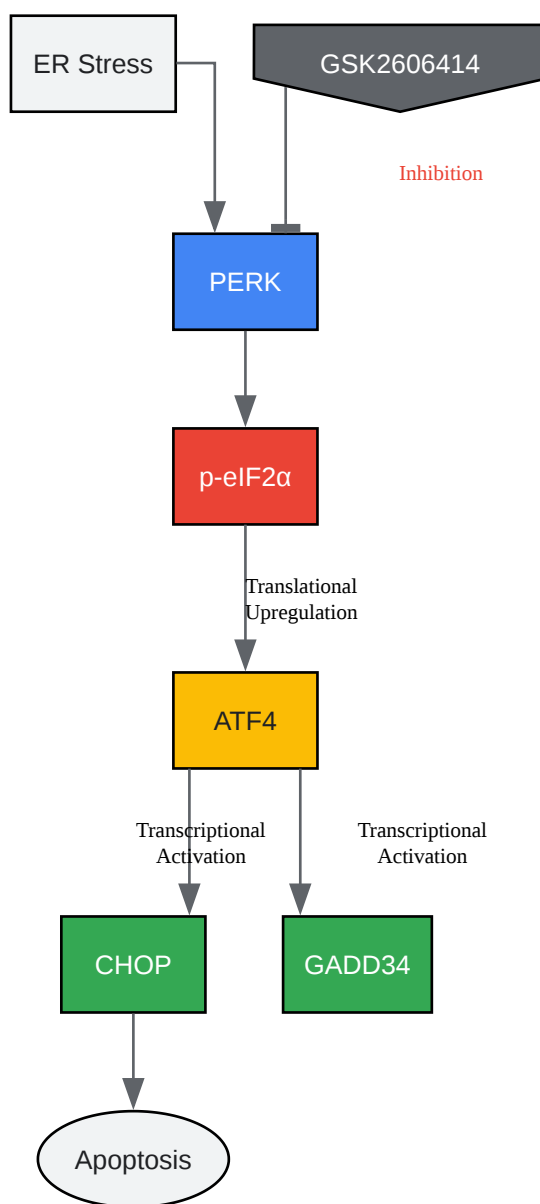 ER Stress
GSK2606414
Inhibition
PERK
p-eIF2α
Translational
Upregulation
ATF4
Transcriptional
Activation
Transcriptional
Activation
CHOP
GADD34
Apoptosis